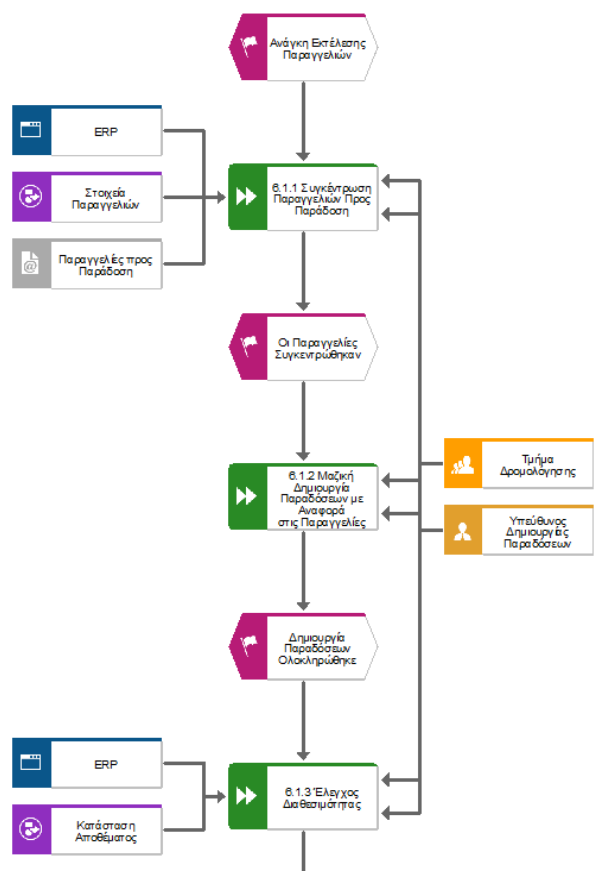 Ανάγκη Εκτέλεσης
Παραγγελιών
ERP
Στοιχεία
Παραγγελιών
Παραγγελίες προς
Παράδοση
6.1.1 Συγκέντρωση
Παραγγελιών Προς
Παράδοση
Οι Παραγγελίες
Συγκεντρώθηκαν
Τμήμα
Δρομολόγησης
6.1.2 Μαζική
Δημιουργία
Παραδόσεων με
Αναφορά
στις Παραγγελίες
Υπεύθυνος
Δημιουργίας
Παραδόσεων
Δημιουργία
Παραδόσεων
Ολοκληρώθηκε
ERP
6.1.3 Έλεγχος
Διαθεσιμότητας
Κατάσταση
Αποθέματος